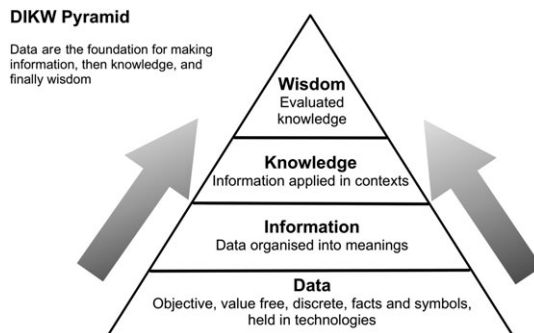 DIKW Pyramid
Data are the foundation for making
information, then knowledge, and
finally wisdom
Wisdom
Evaluated
knowledge
Knowledge
Information applied in contexts
Information
Data organised into meanings
Data
Objective, value free, discrete, facts and symbols,
held in technologies